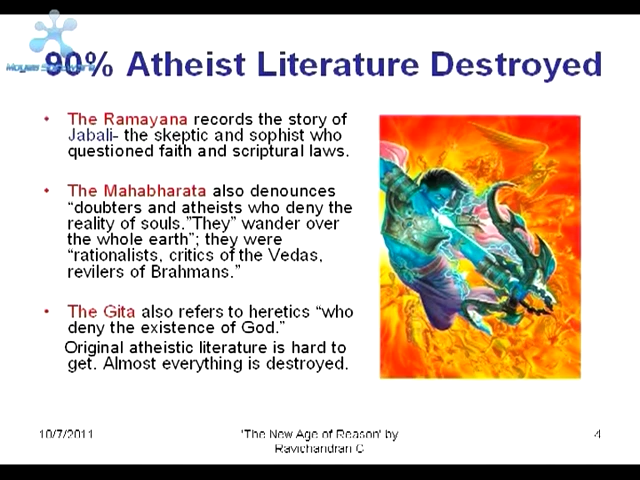 90% Atheist Literature Destroyed
• The Ramayana records the story of
Jabali- the skeptic and sophist who
questioned faith and scriptural laws.
• The Mahabharata also denounces
“doubters and atheists who deny the
reality of souls.”They” wander over
the whole earth”; they were
“rationalists, critics of the Vedas,
revilers of Brahmans.”
• The Gita also refers to heretics “who
deny the existence of God.”
Original atheistic literature is hard to
get. Almost everything is destroyed.
10/7/2011
'The New Age of Reason' by
Ravichandran C
4